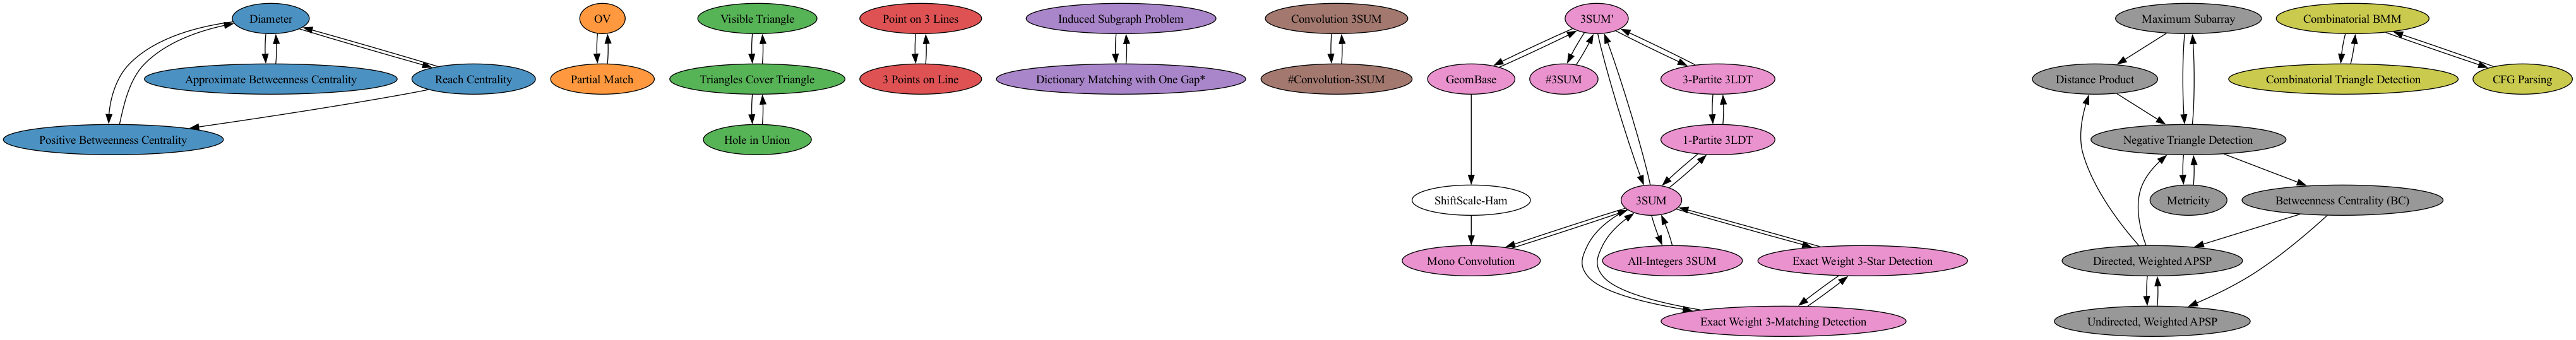 Diameter
OV
Visible Triangle
Point on 3 Lines
Induced Subgraph Problem
Convolution 3SUM
3SUM'
Maximum Subarray
Combinatorial BMM
Approximate Betweenness Centrality
Reach Centrality
Partial Match
Triangles Cover Triangle
3 Points on Line
Dictionary Matching with One Gap*
#Convolution-3SUM
GeomBase
#3SUM
3-Partite 3LDT
Distance Product
Combinatorial Triangle Detection
CFG Parsing
Positive Betweenness Centrality
Hole in Union
1-Partite 3LDT
Negative Triangle Detection
ShiftScale-Ham
3SUM
Metricity
Betweenness Centrality (BC)
Mono Convolution
All-Integers 3SUM
Exact Weight 3-Star Detection
Directed, Weighted APSP
Exact Weight 3-Matching Detection
Undirected, Weighted APSP